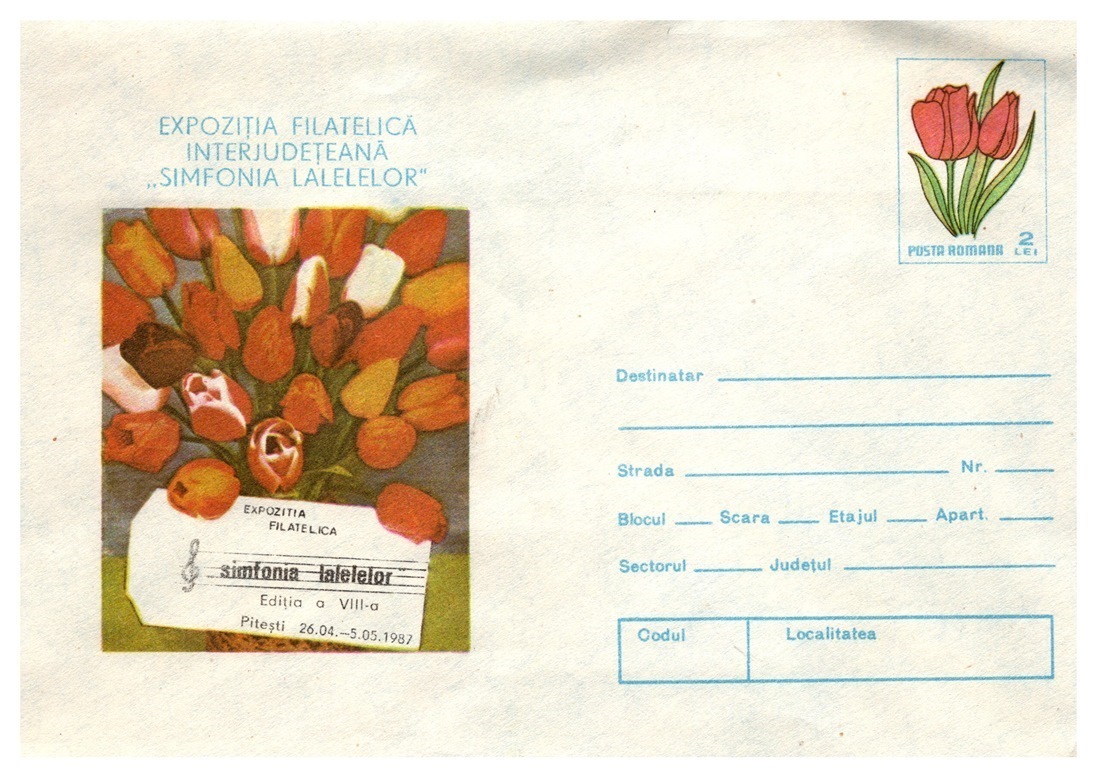 EXPOZIȚIA FILATELICĂ
INTERJUDEȚEANĂ
„SIMFONIA LALELELOR"
POSTA ROMANA 2 LEI
Destinatar
Strada Nr.
Blocul Scara Etajul Apart.
Sectorul Județul
Codul Localitatea
EXPOZITIA
FILATELICA
„simfonia lalelelor"
Ediția a VIII-a
Pitești 26.04.—5.05.1987